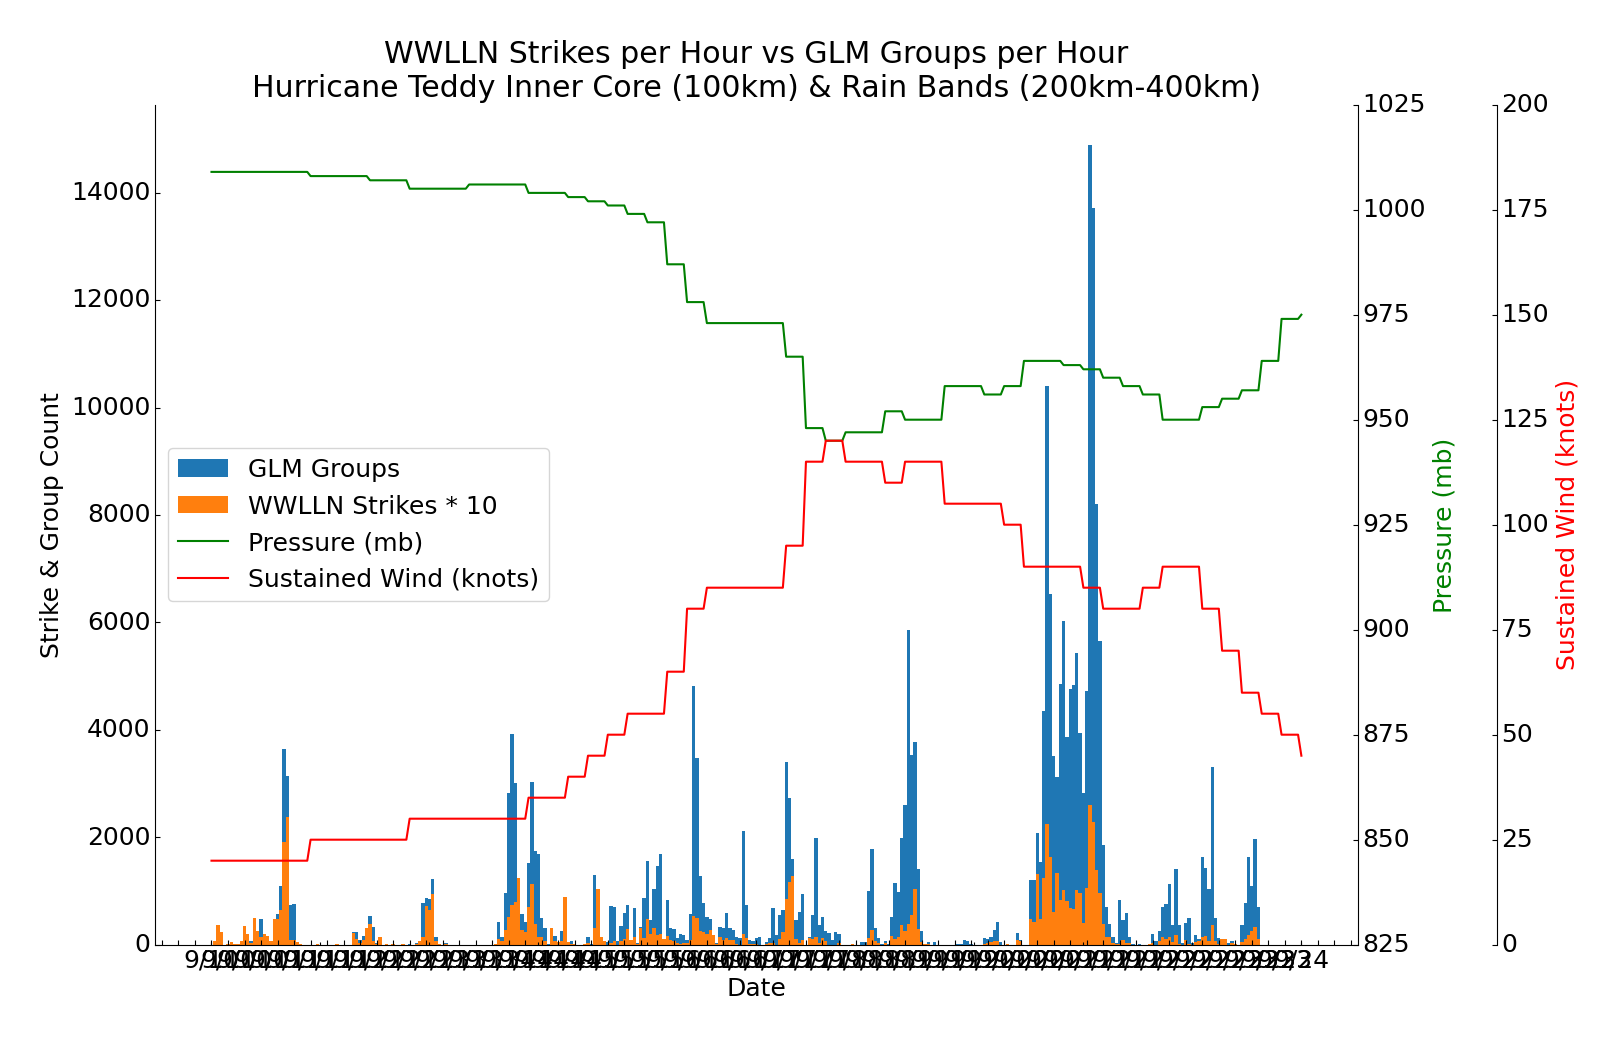 WWLLN Strikes per Hour vs GLM Groups per Hour
Hurricane Teddy Inner Core (100km) & Rain Bands (200km-400km)
Strike & Group Count
14000
12000
10000
8000
6000
4000
2000
0
GLM Groups
WWLLN Strikes * 10
Pressure (mb)
Sustained Wind (knots)
1025
1000
975
950
925
900
875
850
825
Pressure (mb)
200
175
150
125
100
75
50
25
0
Sustained Wind (knots)
Date